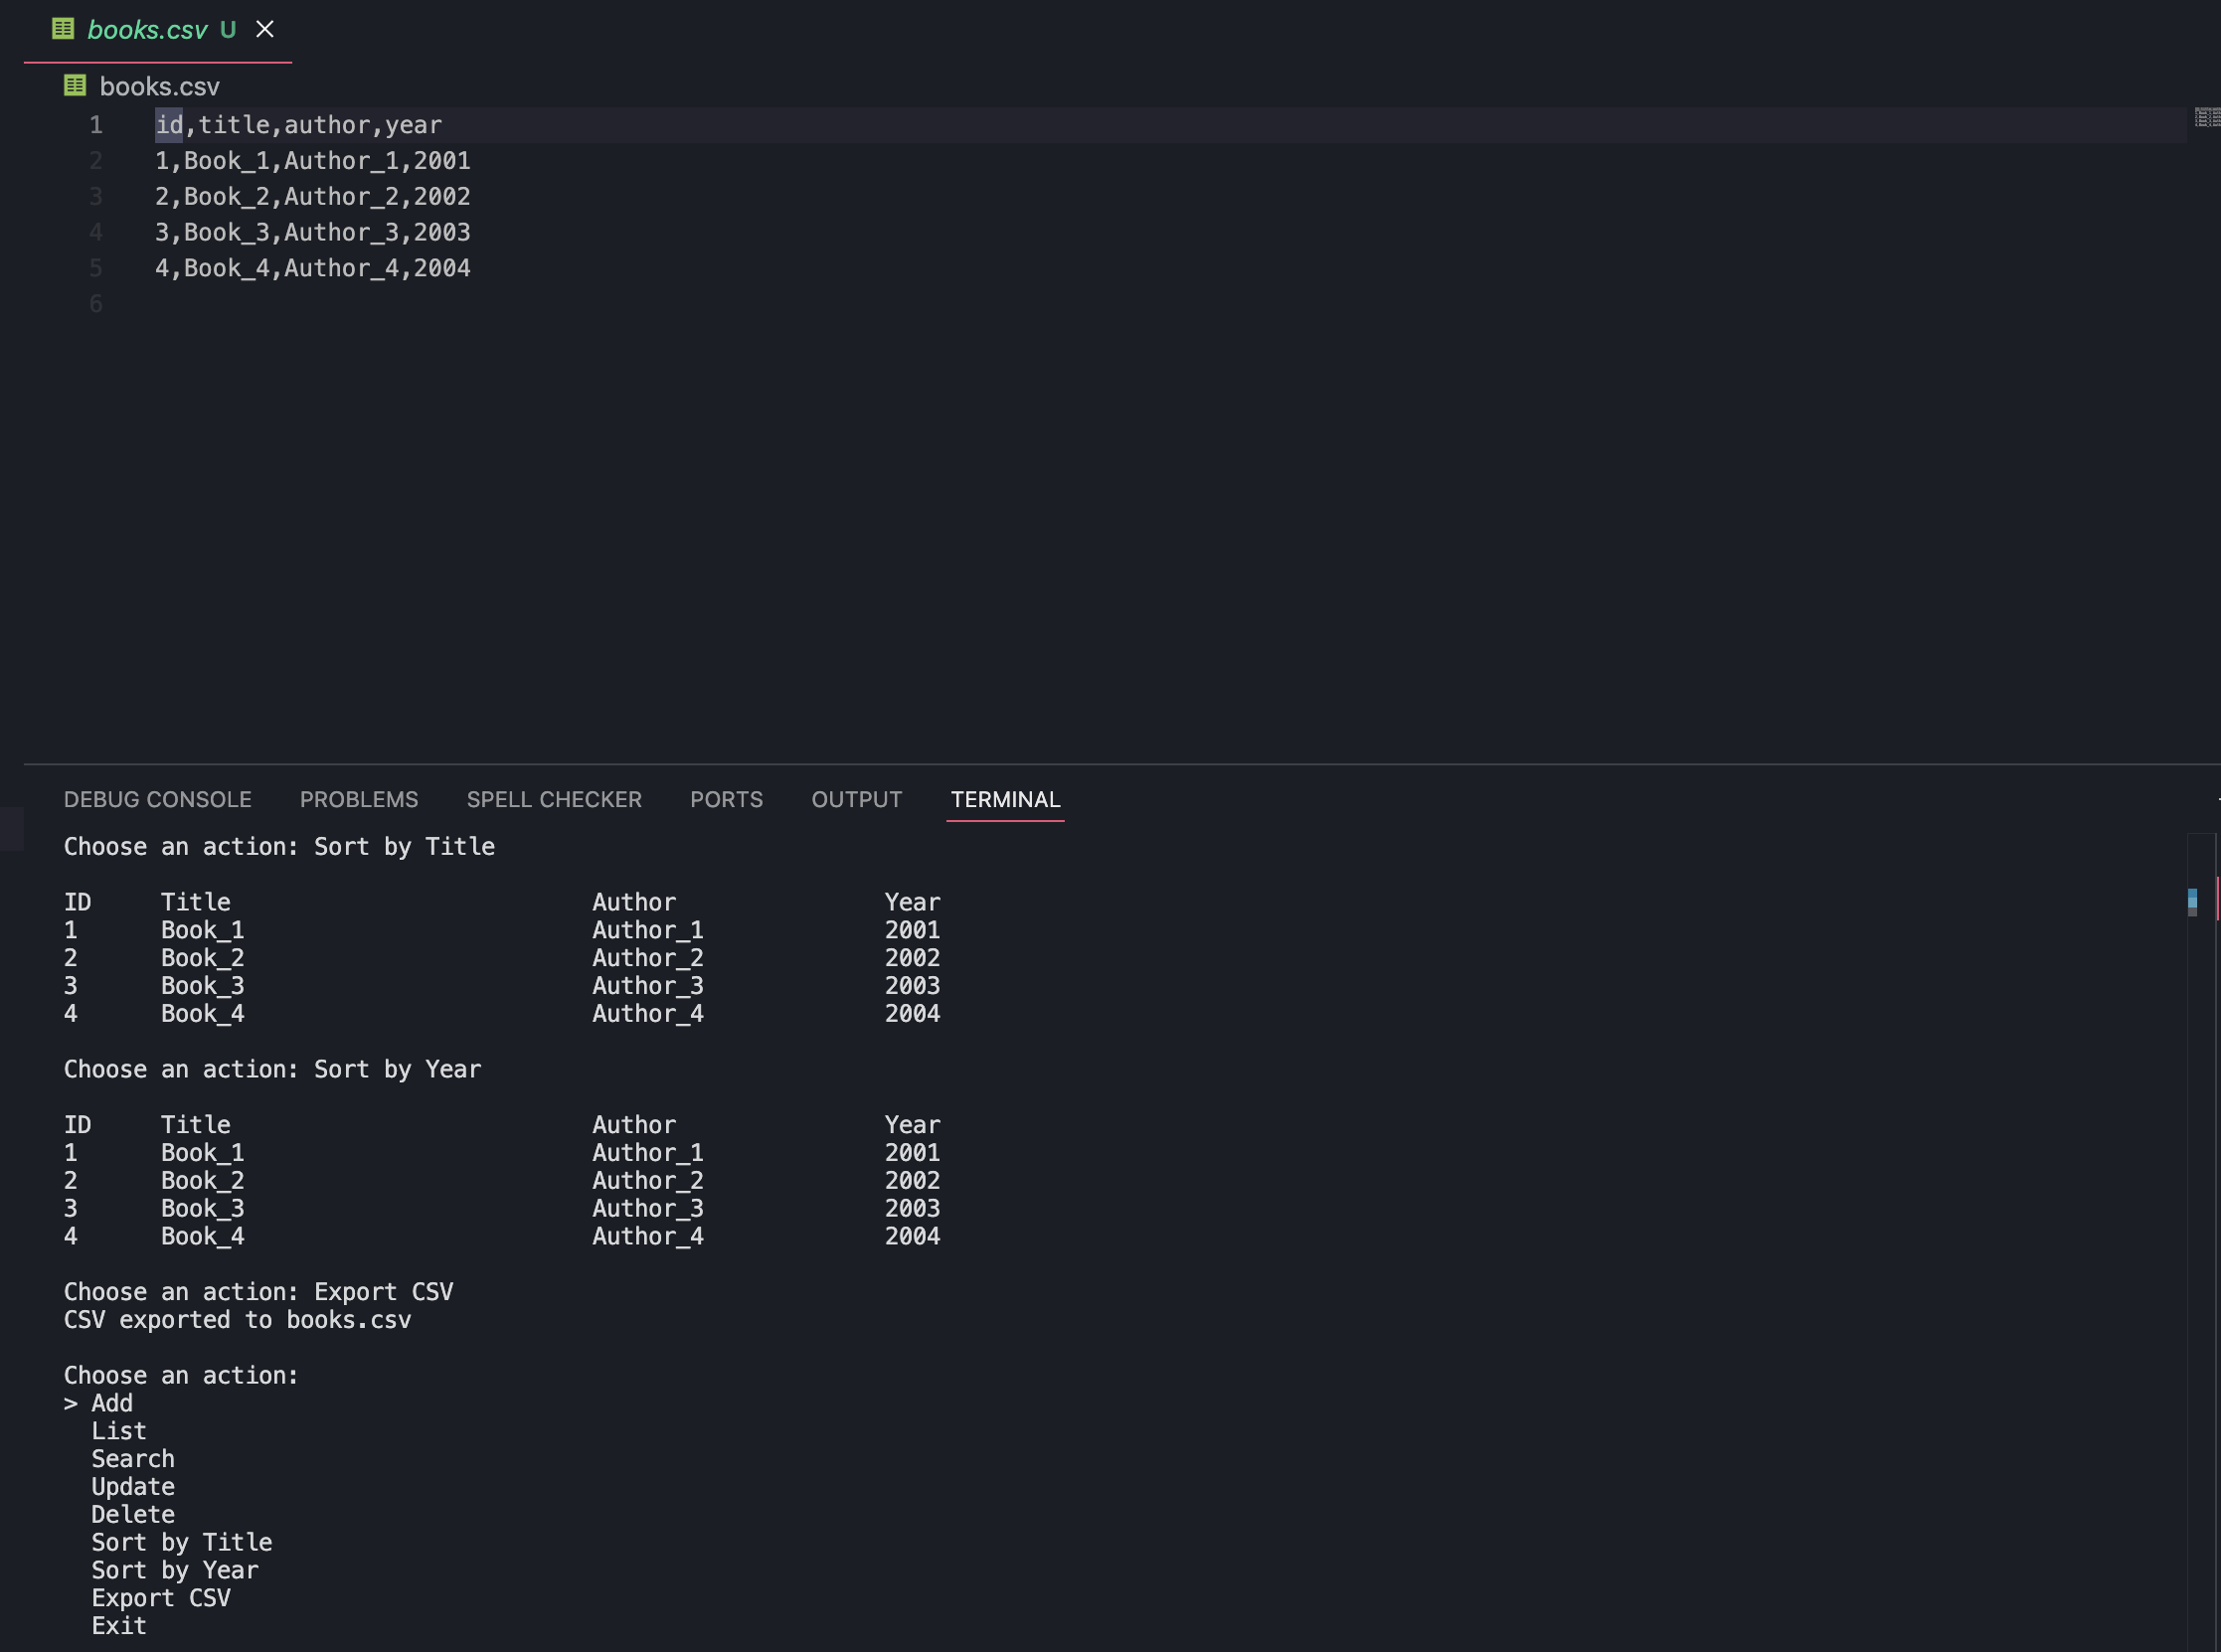 books.csv U
books.csv
1 id,title,author,year
2 1,Book_1,Author_1,2001
3 2,Book_2,Author_2,2002
4 3,Book_3,Author_3,2003
5 4,Book_4,Author_4,2004
6
DEBUG CONSOLE PROBLEMS SPELL CHECKER PORTS OUTPUT TERMINAL
Choose an action: Sort by Title
ID Title Author Year
1 Book_1 Author_1 2001
2 Book_2 Author_2 2002
3 Book_3 Author_3 2003
4 Book_4 Author_4 2004
Choose an action: Sort by Year
ID Title Author Year
1 Book_1 Author_1 2001
2 Book_2 Author_2 2002
3 Book_3 Author_3 2003
4 Book_4 Author_4 2004
Choose an action: Export CSV
CSV exported to books.csv
Choose an action:
> Add
List
Search
Update
Delete
Sort by Title
Sort by Year
Export CSV
Exit